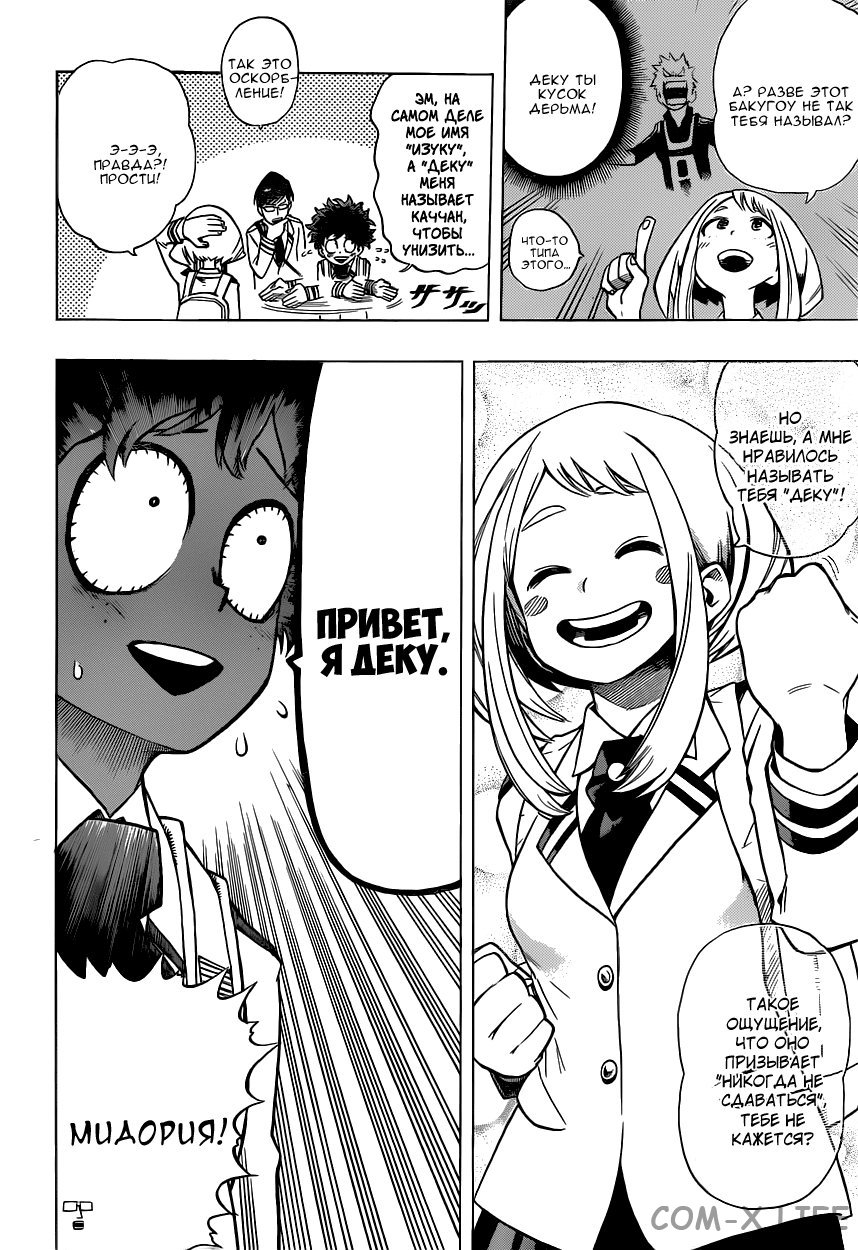 А? РАЗВЕ ЭТОТ
БАКУГОУ НЕ ТАК
ТЕБЯ НАЗЫВАЛ?
ДЕКУ ТЫ
КУСОК
ДЕРЬМА!
ЧТО-ТО
ТИПА
ЭТОГО...
ЭМ, НА
САМОМ ДЕЛЕ
МОЕ ИМЯ
"ИЗУКУ",
А "ДЕКУ"
МЕНЯ
НАЗЫВАЕТ
КАЧЧАН,
ЧТОБЫ
УНИЗИТЬ...
ТАК ЭТО
ОСКОРБ-
ЛЕНИЕ!
Э-Э-Э,
ПРАВДА?!
ПРОСТИ!
ザザッ
НО
ЗНАЕШЬ, А МНЕ
НРАВИЛОСЬ
НАЗЫВАТЬ
ТЕБЯ "ДЕКУ"!
ТАКОЕ
ОЩУЩЕНИЕ,
ЧТО ОНО
ПРИЗЫВАЕТ
"НИКОГДА НЕ
СДАВАТЬСЯ",
ТЕБЕ НЕ
КАЖЕТСЯ?
ПРИВЕТ,
Я ДЕКУ.
МИДОРИЯ!
COM-X LIFE